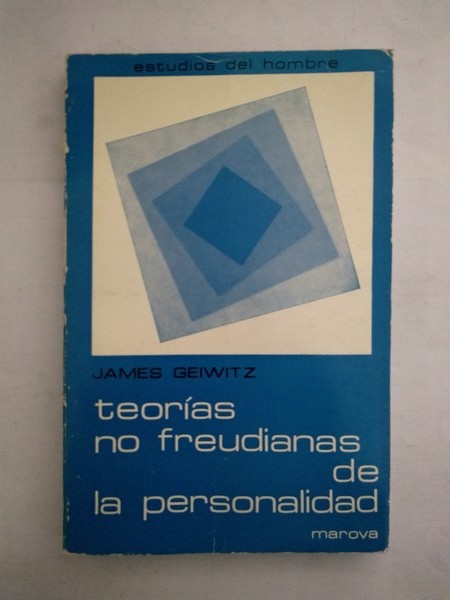 estudios del hombre
JAMES GEIWITZ
teorías
no freudianas
de
la personalidad
marova